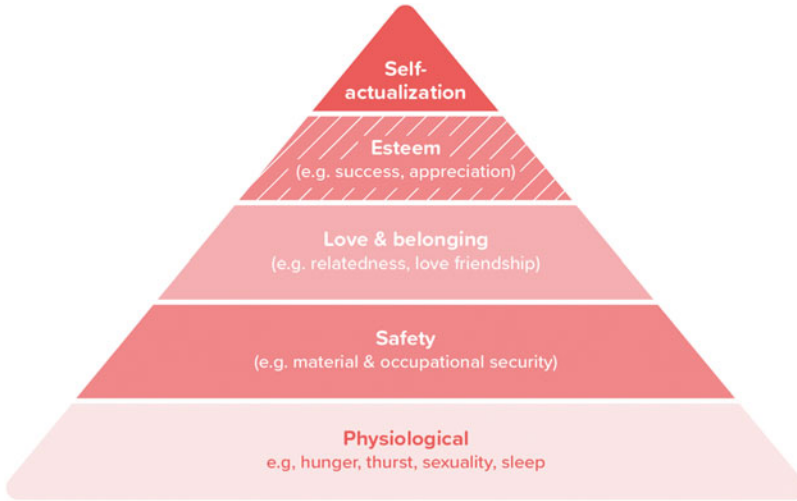 Self-
actualization
Esteem
(e.g. success, appreciation)
Love & belonging
(e.g. relatedness, love friendship)
Safety
(e.g. material & occupational security)
Physiological
e.g, hunger, thurst, sexuality, sleep